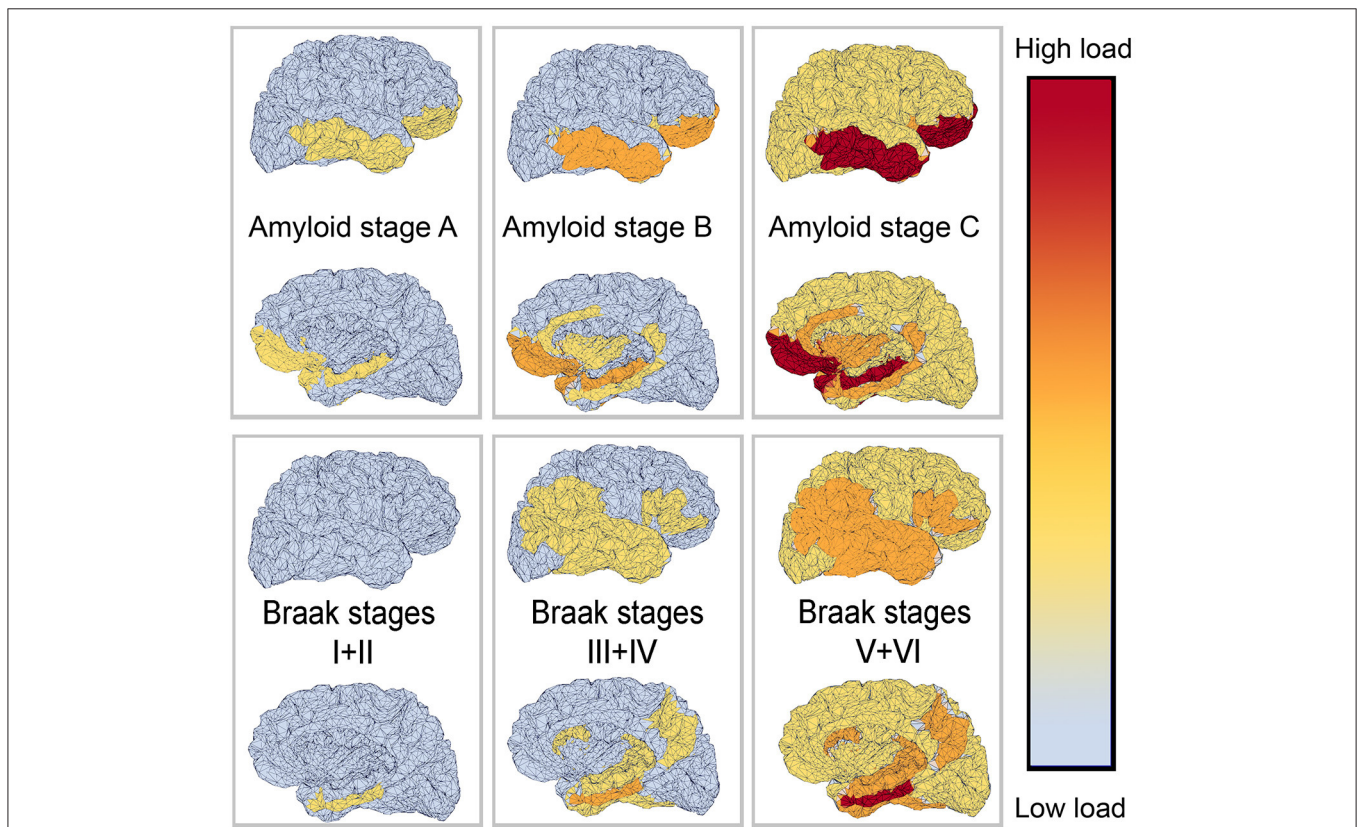 High load
Amyloid stage A
Amyloid stage B
Amyloid stage C
Braak stages
I+II
Braak stages
III+IV
Braak stages
V+VI
Low load